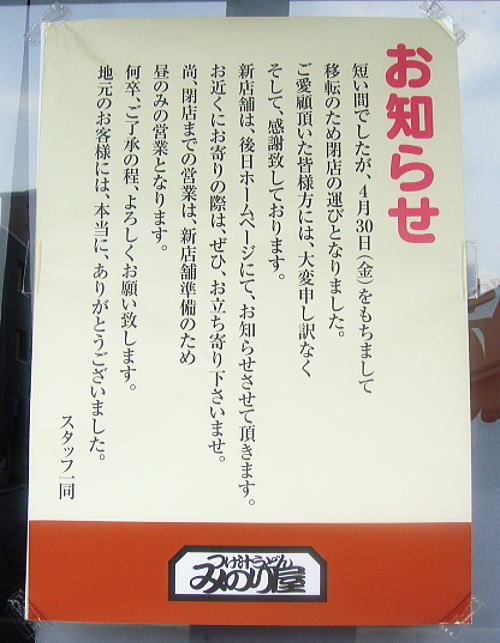 お知らせ
短い間でしたが、4月30日(金)をもちまして
移転のため閉店の運びとなりました。
ご愛顧頂いた皆様方には、大変申し訳なく
そして、感謝致しております。
新店舗は、後日ホームページにて、お知らせさせて頂きます。
お近くにお寄りの際は、ぜひ、お立ち寄り下さいませ。
尚、閉店までの営業は、新店舗準備のため
昼のみの営業となります。
何卒、ご了承の程、よろしくお願い致します。
地元のお客様には、本当に、ありがとうございました。
スタッフ一同
つけ汁うどん
みのり屋